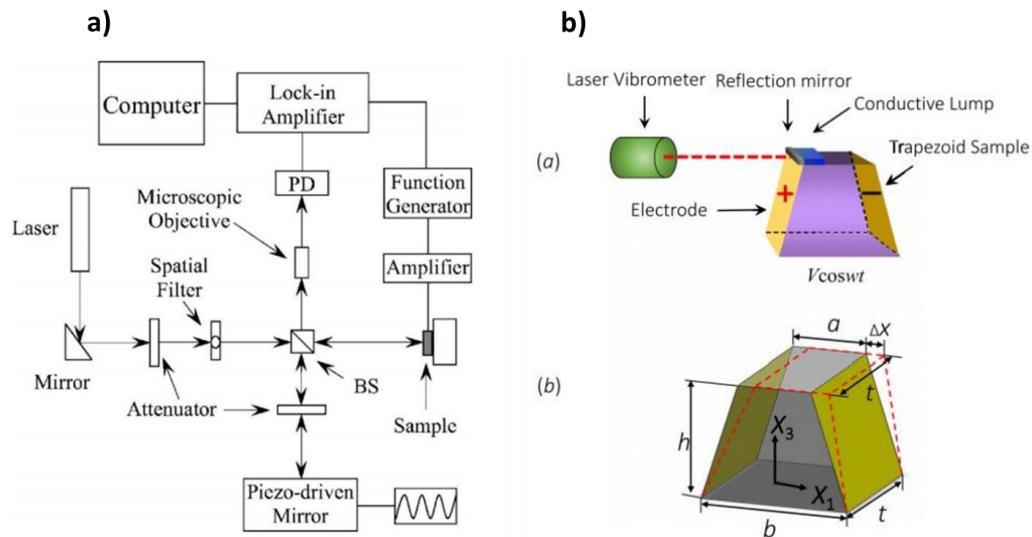 a)
Computer
Lock-in
Amplifier
PD
Function
Generator
Microscopic
Objective
Laser
Amplifier
Spatial
Filter
Mirror
BS
Attenuator
Sample
Piezo-driven
Mirror
b)
Laser Vibrometer
Reflection mirror
Conductive Lump
(a)
Trapezoid Sample
+
Electrode
−
Vcoswt
(b)
a
Δx
t
h
X3
X1
b
t